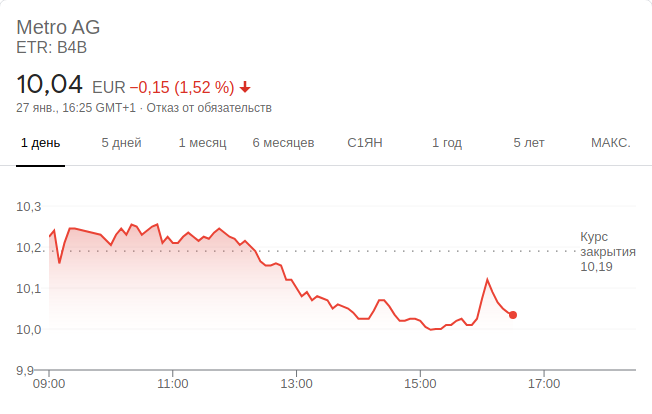 Metro AG
ETR: B4B
10,04 EUR −0,15 (1,52 %)
27 янв., 16:25 GMT+1 · Отказ от обязательств
1 день 5 дней 1 месяц 6 месяцев С1ЯН 1 год 5 лет МАКС.
10,3
10,2
10,1
10,0
9,9
Курс
закрытия
10,19
09:00 11:00 13:00 15:00 17:00